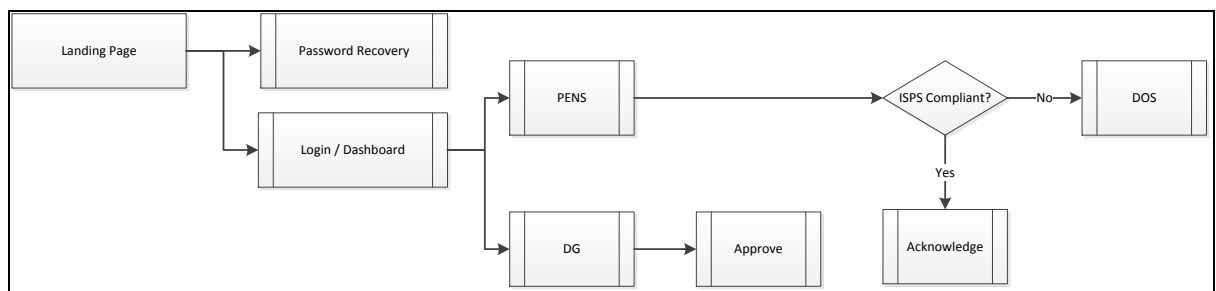 Landing Page
Password Recovery
Login / Dashboard
PENS
ISPS Compliant?
No
DOS
Yes
DG
Approve
Acknowledge